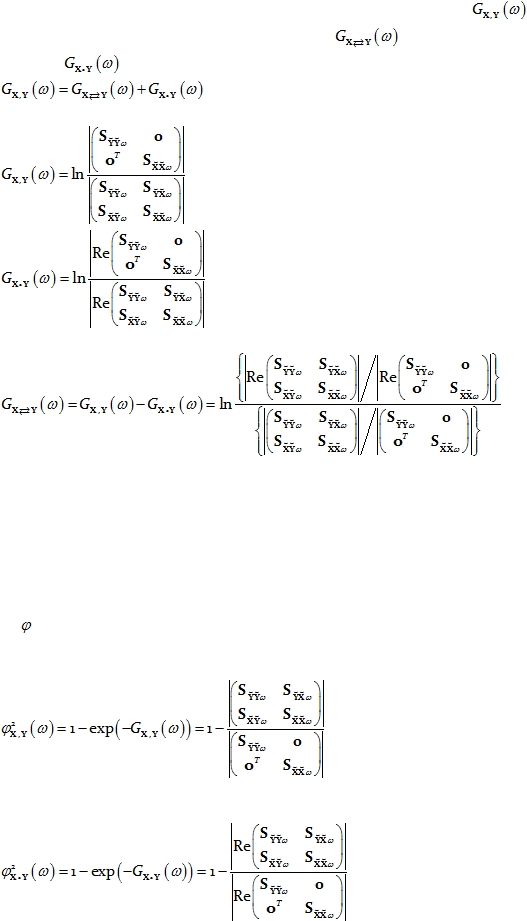 G_{X,Y}(ω)
G_{X⇄Y}(ω)
G_{X•Y}(ω)
G_{X,Y}(ω) = G_{X⇄Y}(ω) + G_{X•Y}(ω)
G_{X,Y}(ω) = ln |(S_{ỸỸω} o ; o^T S_{X̃X̃ω})| / |(S_{ỸỸω} S_{ỸX̃ω} ; S_{X̃Ỹω} S_{X̃X̃ω})|
G_{X•Y}(ω) = ln |Re(S_{ỸỸω} o ; o^T S_{X̃X̃ω})| / |Re(S_{ỸỸω} S_{ỸX̃ω} ; S_{X̃Ỹω} S_{X̃X̃ω})|
G_{X⇄Y}(ω) = G_{X,Y}(ω) − G_{X•Y}(ω) = ln {|Re(S_{ỸỸω} S_{ỸX̃ω} ; S_{X̃Ỹω} S_{X̃X̃ω})| / |Re(S_{ỸỸω} o ; o^T S_{X̃X̃ω})|} / {|(S_{ỸỸω} S_{ỸX̃ω} ; S_{X̃Ỹω} S_{X̃X̃ω})| / |(S_{ỸỸω} o ; o^T S_{X̃X̃ω})|}
φ
φ²_{X,Y}(ω) = 1 − exp(−G_{X,Y}(ω)) = 1 − |(S_{ỸỸω} S_{ỸX̃ω} ; S_{X̃Ỹω} S_{X̃X̃ω})| / |(S_{ỸỸω} o ; o^T S_{X̃X̃ω})|
φ²_{X•Y}(ω) = 1 − exp(−G_{X•Y}(ω)) = 1 − |Re(S_{ỸỸω} S_{ỸX̃ω} ; S_{X̃Ỹω} S_{X̃X̃ω})| / |Re(S_{ỸỸω} o ; o^T S_{X̃X̃ω})|